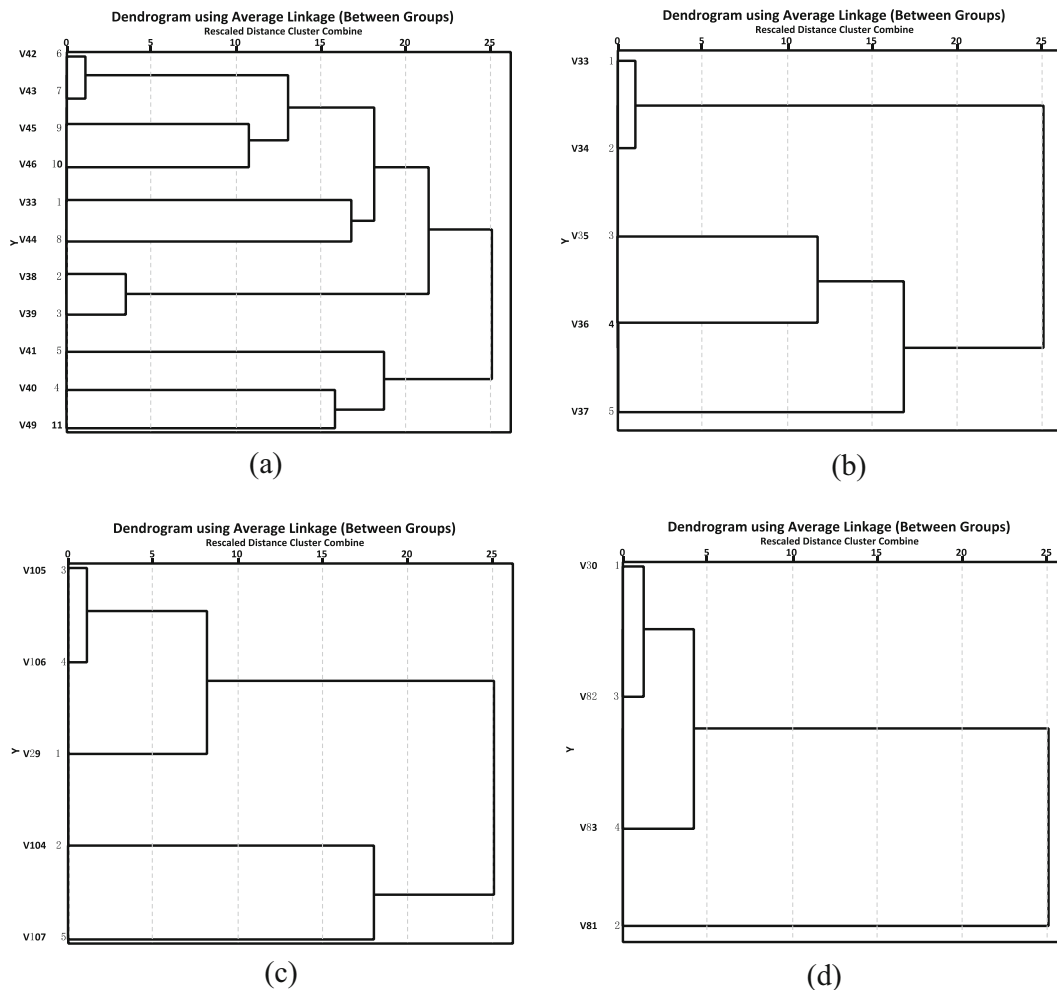 Dendrogram using Average Linkage (Between Groups)
Rescaled Distance Cluster Combine
0 5 10 15 20 25
V42 6
V43 7
V45 9
V46 10
V33 1
Y
V44 8
V38 2
V39 3
V41 5
V40 4
V49 11
(a)
Dendrogram using Average Linkage (Between Groups)
Rescaled Distance Cluster Combine
0 5 10 15 20 25
V33 1
V34 2
Y V35 3
V36 4
V37 5
(b)
Dendrogram using Average Linkage (Between Groups)
Rescaled Distance Cluster Combine
0 5 10 15 20 25
V105 3
V106 4
Y V29 1
V104 2
V107 5
(c)
Dendrogram using Average Linkage (Between Groups)
Rescaled Distance Cluster Combine
0 5 10 15 20 25
V30 1
V82 3
Y
V83 4
V81 2
(d)